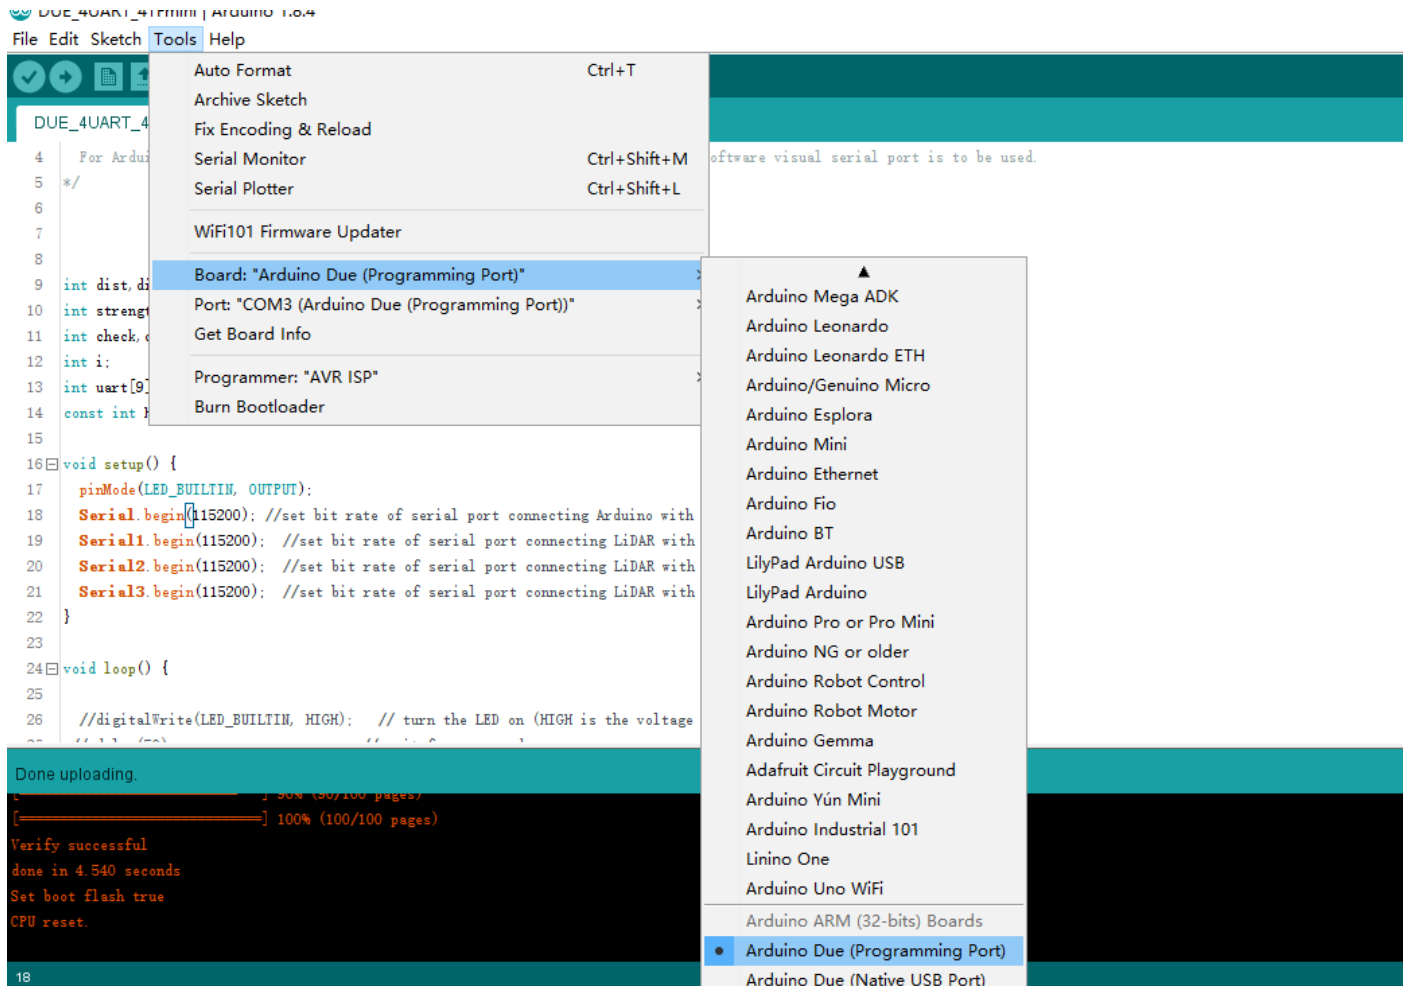 DUE_4UART_4TFmini | Arduino 1.8.4
File Edit Sketch Tools Help
Auto Format Ctrl+T
Archive Sketch
Fix Encoding & Reload
Serial Monitor Ctrl+Shift+M
Serial Plotter Ctrl+Shift+L
WiFi101 Firmware Updater
Board: "Arduino Due (Programming Port)"
Port: "COM3 (Arduino Due (Programming Port))"
Get Board Info
Programmer: "AVR ISP"
Burn Bootloader
Arduino Mega ADK
Arduino Leonardo
Arduino Leonardo ETH
Arduino/Genuino Micro
Arduino Esplora
Arduino Mini
Arduino Ethernet
Arduino Fio
Arduino BT
LilyPad Arduino USB
LilyPad Arduino
Arduino Pro or Pro Mini
Arduino NG or older
Arduino Robot Control
Arduino Robot Motor
Arduino Gemma
Adafruit Circuit Playground
Arduino Yún Mini
Arduino Industrial 101
Linino One
Arduino Uno WiFi
Arduino ARM (32-bits) Boards
Arduino Due (Programming Port)
Arduino Due (Native USB Port)
DUE_4UART_4
4 For Ardui oftware visual serial port is to be used.
5 */
6
7
8
9 int dist,di
10 int strengt
11 int check,
12 int i;
13 int uart[9]
14 const int
15
16 void setup() {
17 pinMode(LED_BUILTIN, OUTPUT);
18 Serial.begin(115200); //set bit rate of serial port connecting Arduino with
19 Serial1.begin(115200); //set bit rate of serial port connecting LiDAR with
20 Serial2.begin(115200); //set bit rate of serial port connecting LiDAR with
21 Serial3.begin(115200); //set bit rate of serial port connecting LiDAR with
22 }
23
24 void loop() {
25
26 //digitalWrite(LED_BUILTIN, HIGH); // turn the LED on (HIGH is the voltage
Done uploading.
[============================ ] 90% (90/100 pages)
[==============================] 100% (100/100 pages)
Verify successful
done in 4.540 seconds
Set boot flash true
CPU reset.
18